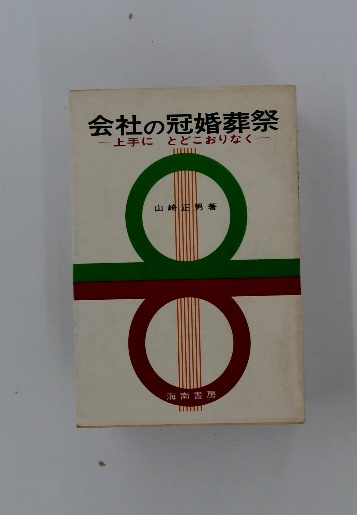 会社の冠婚葬祭
―上手に とどこおりなく―
山崎正男著
海南書房